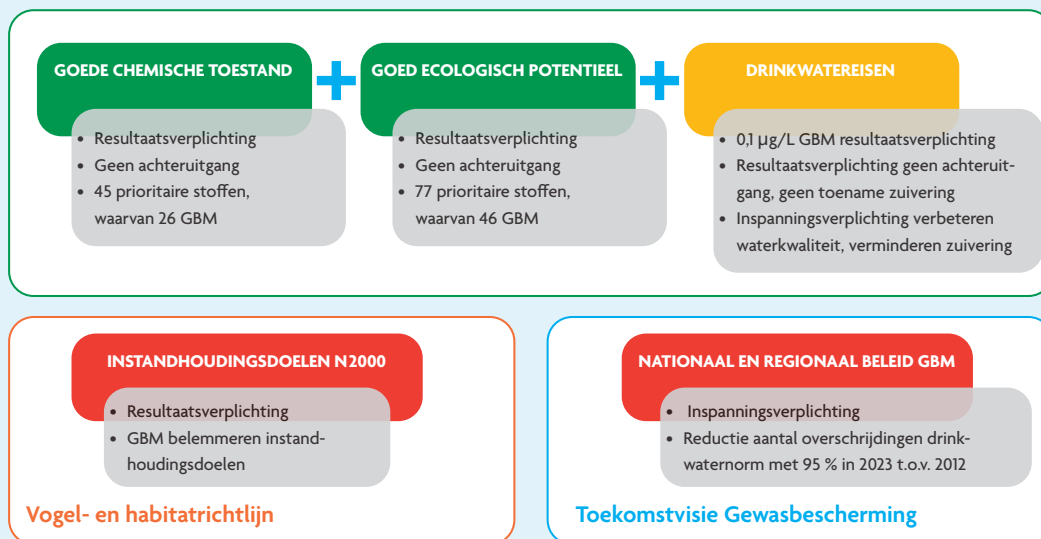 GOEDE CHEMISCHE TOESTAND
• Resultaatsverplichting
• Geen achteruitgang
• 45 prioritaire stoffen,
waarvan 26 GBM
+
GOED ECOLOGISCH POTENTIEEL
• Resultaatsverplichting
• Geen achteruitgang
• 77 prioritaire stoffen,
waarvan 46 GBM
+
DRINKWATEREISEN
• 0,1 µg/L GBM resultaatsverplichting
• Resultaatsverplichting geen achteruit-
gang, geen toename zuivering
• Inspanningsverplichting verbeteren
waterkwaliteit, verminderen zuivering
INSTANDHOUDINGSDOELEN N2000
• Resultaatsverplichting
• GBM belemmeren instand-
houdingsdoelen
Vogel- en habitatrichtlijn
NATIONAAL EN REGIONAAL BELEID GBM
• Inspanningsverplichting
• Reductie aantal overschrijdingen drink-
waternorm met 95 % in 2023 t.o.v. 2012
Toekomstvisie Gewasbescherming